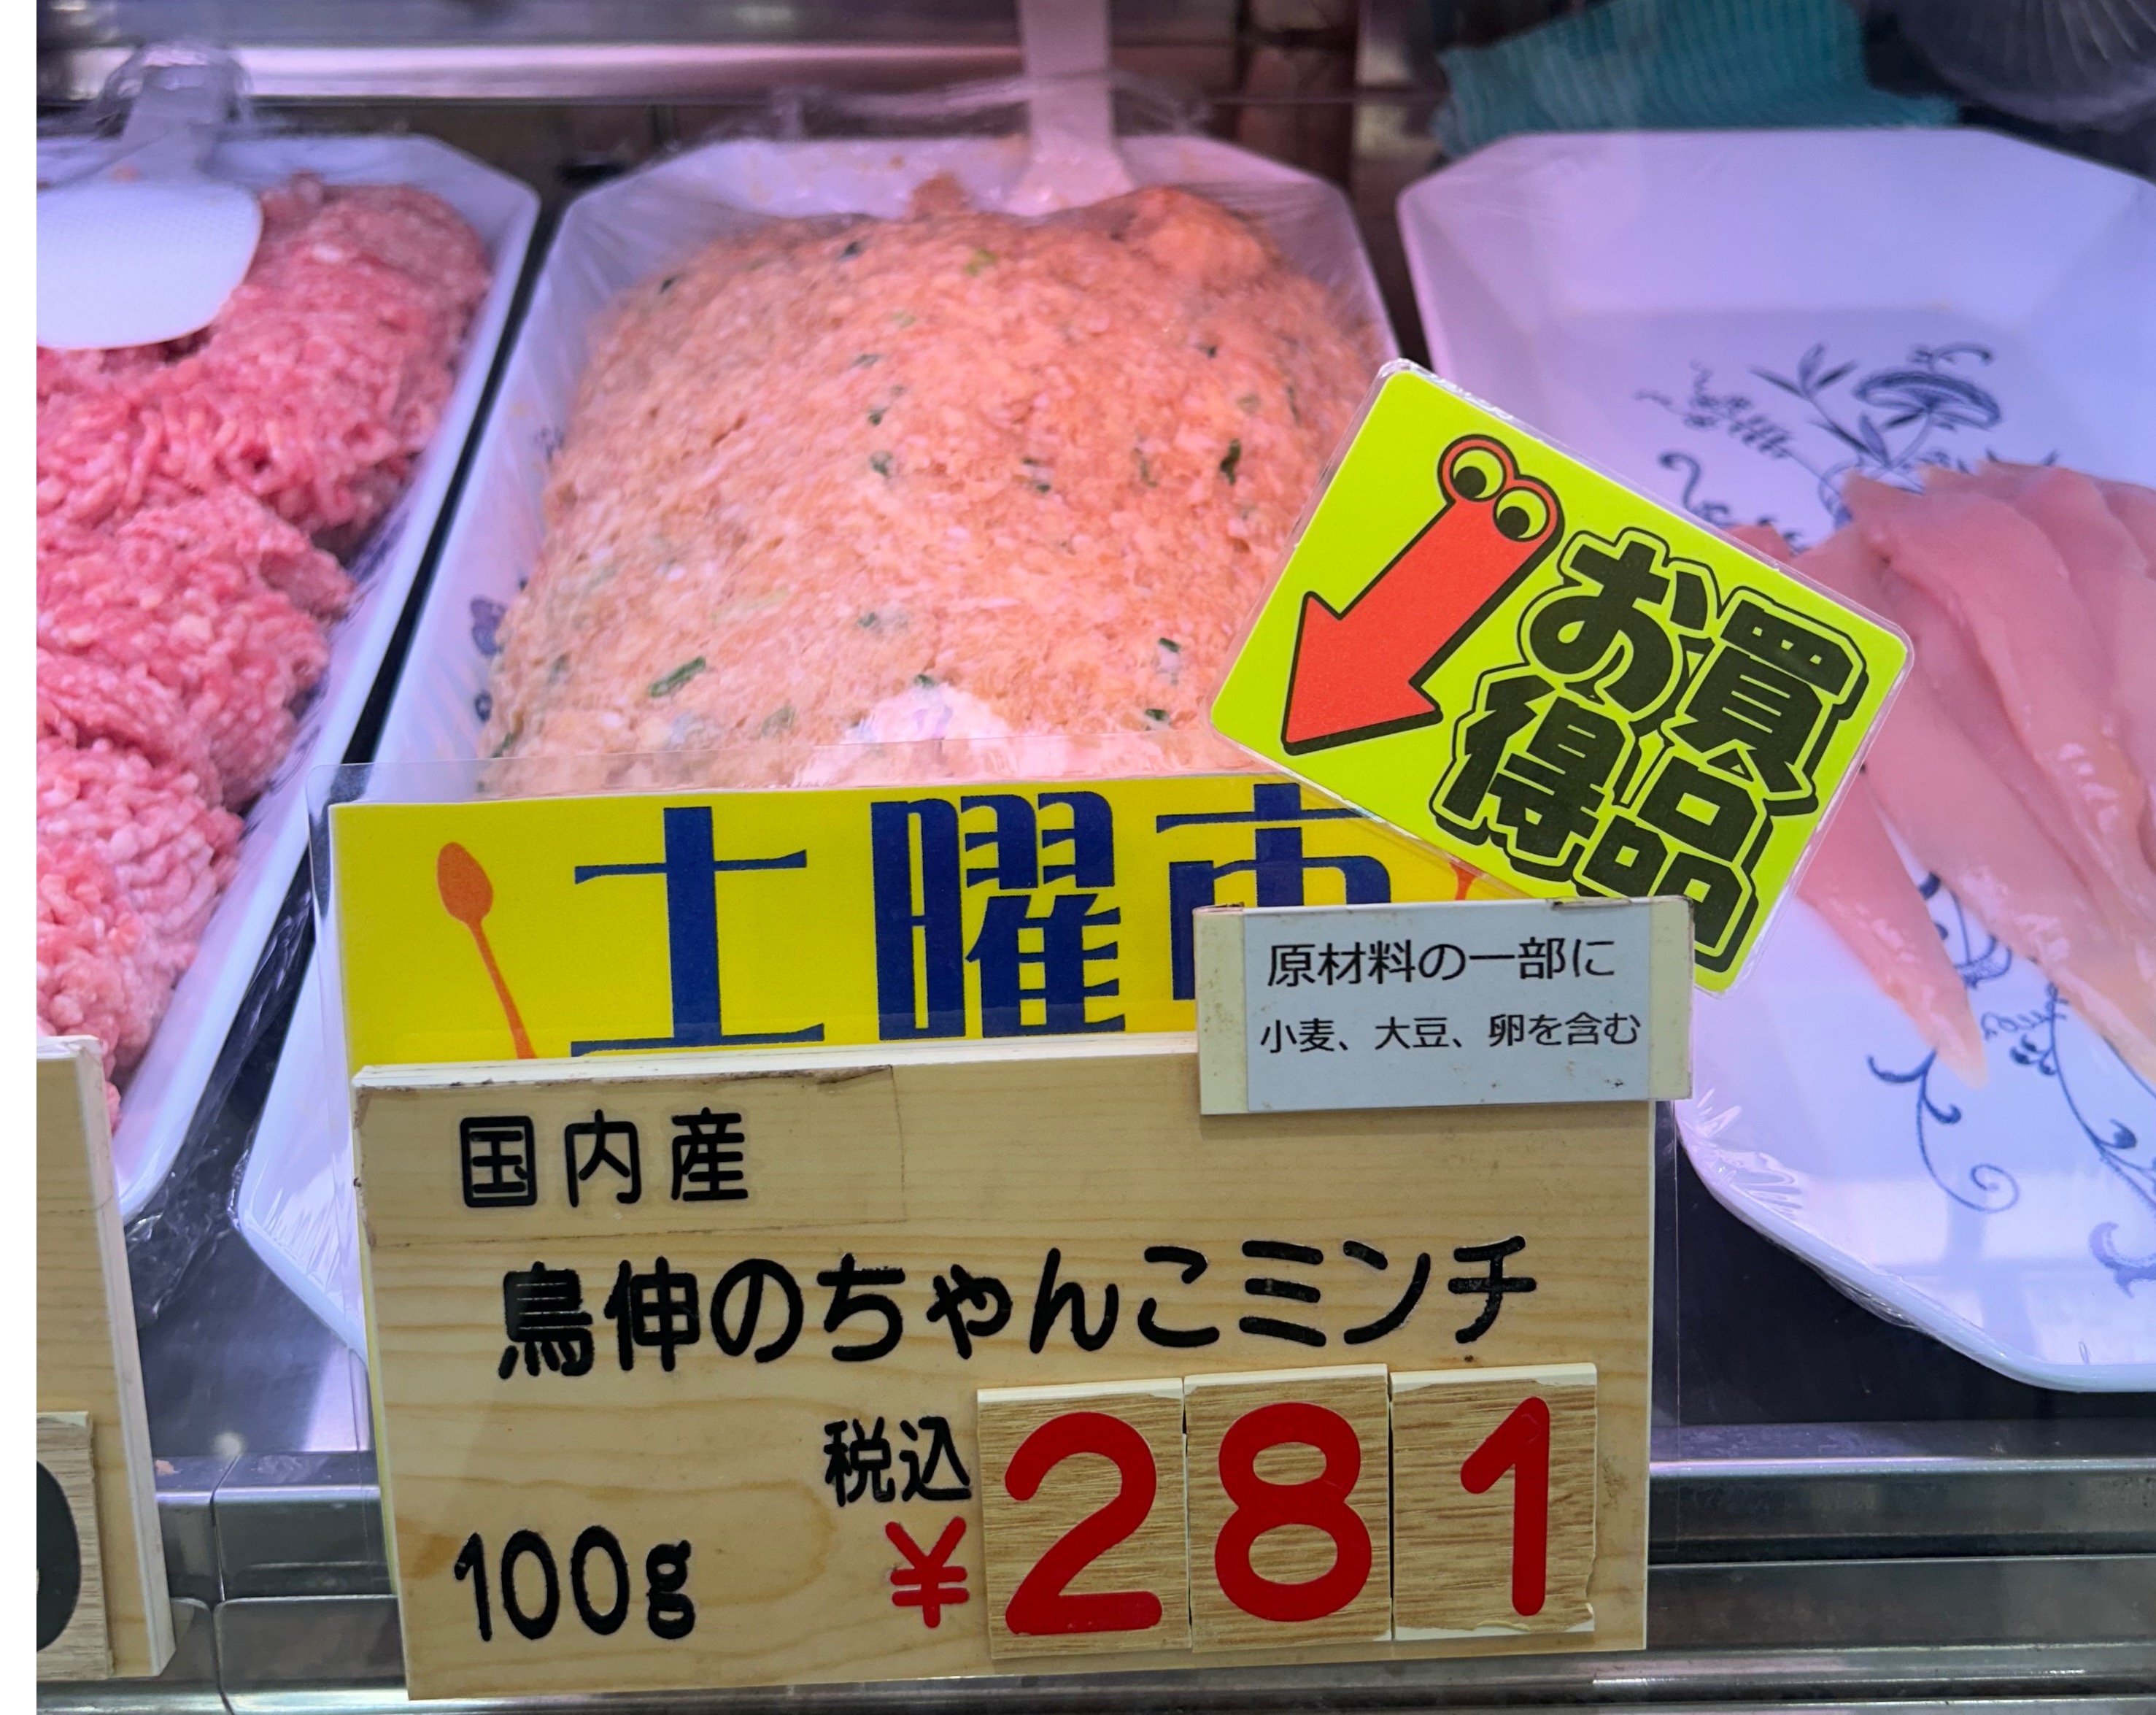 お買
得品
土曜市
原材料の一部に
小麦、大豆、卵を含む
国内産
鳥伸のちゃんこミンチ
税込
100g ¥281